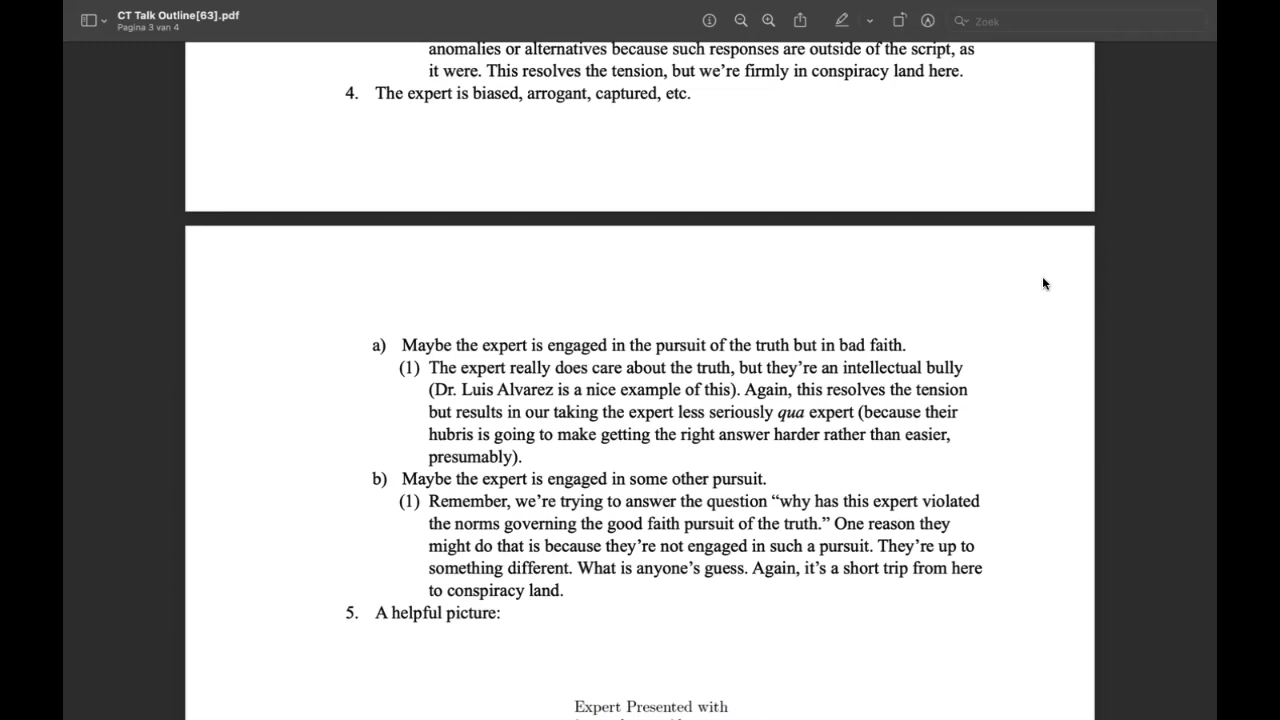 CT Talk Outline[63].pdf
Pagina 3 van 4
Zoek
anomalies or alternatives because such responses are outside of the script, as
it were. This resolves the tension, but we’re firmly in conspiracy land here.
4. The expert is biased, arrogant, captured, etc.
a) Maybe the expert is engaged in the pursuit of the truth but in bad faith.
(1) The expert really does care about the truth, but they’re an intellectual bully
(Dr. Luis Alvarez is a nice example of this). Again, this resolves the tension
but results in our taking the expert less seriously qua expert (because their
hubris is going to make getting the right answer harder rather than easier,
presumably).
b) Maybe the expert is engaged in some other pursuit.
(1) Remember, we’re trying to answer the question “why has this expert violated
the norms governing the good faith pursuit of the truth.” One reason they
might do that is because they’re not engaged in such a pursuit. They’re up to
something different. What is anyone’s guess. Again, it’s a short trip from here
to conspiracy land.
5. A helpful picture:
Expert Presented with